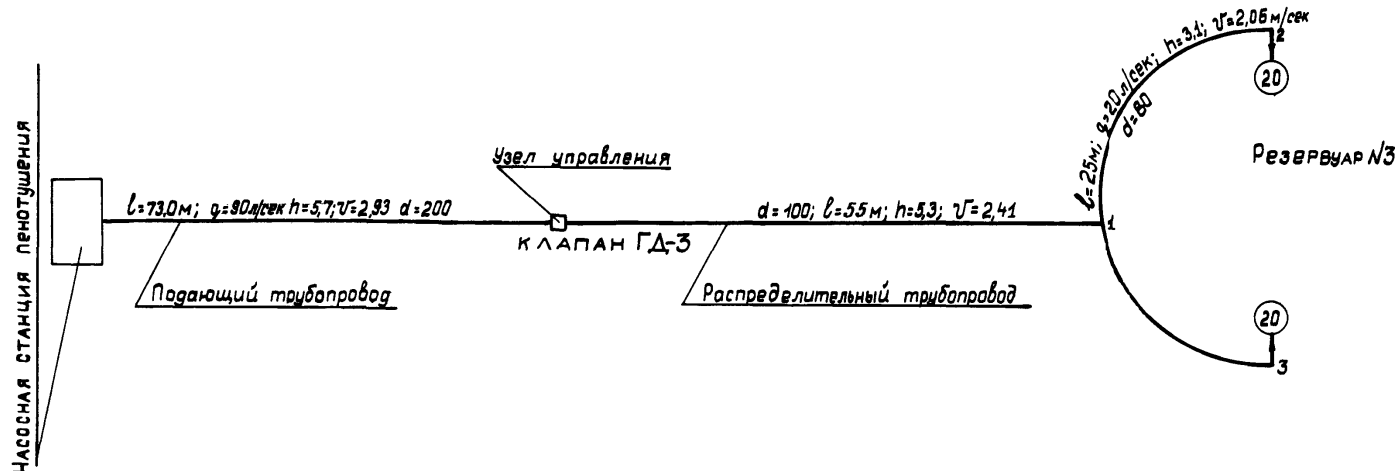 НАСОСНАЯ СТАНЦИЯ ПЕНОТУШЕНИЯ
l=73,0м; q=90л/сек h=5,7; v=2,93 d=200
Подающий трубопровод
Узел управления
КЛАПАН ГД-3
d=100; l=55м; h=5,3; v=2,41
Распределительный трубопровод
l=25м; q=20л/сек; h=3,1; v=2,05м/сек
d=80
1
2
20
РЕЗЕРВУАР N3
20
3